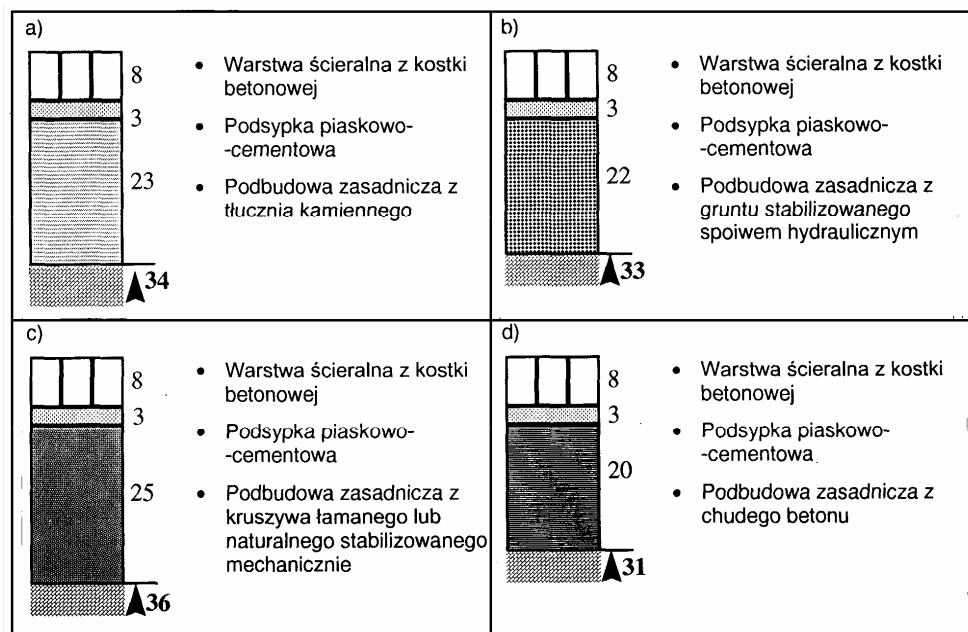 a)
8
3
23
34
• Warstwa ścieralna z kostki
betonowej
• Podsypka piaskowo-
-cementowa
• Podbudowa zasadnicza z
tłucznia kamiennego
b)
8
3
22
33
• Warstwa ścieralna z kostki
betonowej
• Podsypka piaskowo-
-cementowa
• Podbudowa zasadnicza z
gruntu stabilizowanego
spoiwem hydraulicznym
c)
8
3
25
36
• Warstwa ścieralna z kostki
betonowej
• Podsypka piaskowo-
-cementowa
• Podbudowa zasadnicza z
kruszywa łamanego lub
naturalnego stabilizowanego
mechanicznie
d)
8
3
20
31
• Warstwa ścieralna z kostki
betonowej
• Podsypka piaskowo-
-cementowa
• Podbudowa zasadnicza z
chudego betonu